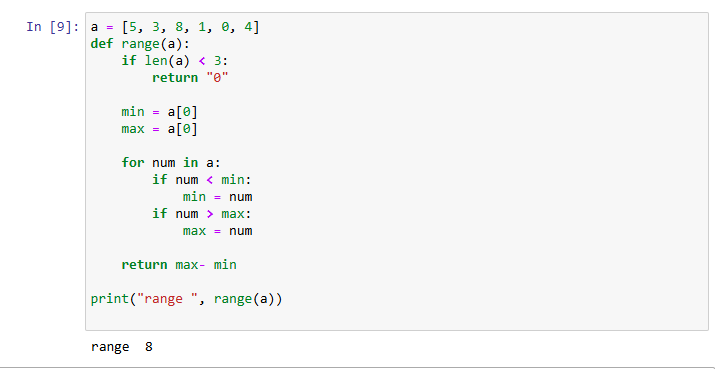 In [9]: a = [5, 3, 8, 1, 0, 4]
def range(a):
    if len(a) < 3:
        return "0"
    min = a[0]
    max = a[0]
    for num in a:
        if num < min:
            min = num
        if num > max:
            max = num
    return max- min
print("range ", range(a))
range  8